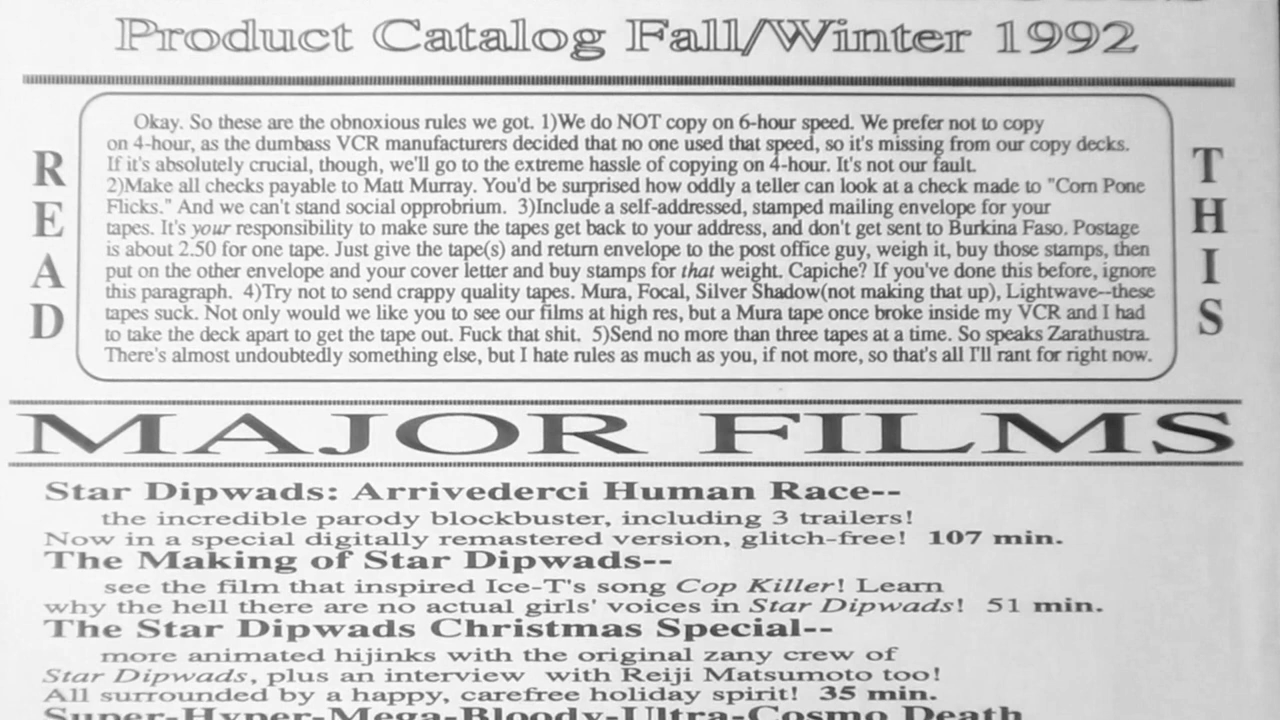 Product Catalog Fall/Winter 1992
READ
Okay. So these are the obnoxious rules we got. 1)We do NOT copy on 6-hour speed. We prefer not to copy
on 4-hour, as the dumbass VCR manufacturers decided that no one used that speed, so it's missing from our copy decks.
If it's absolutely crucial, though, we'll go to the extreme hassle of copying on 4-hour. It's not our fault.
2)Make all checks payable to Matt Murray. You'd be surprised how oddly a teller can look at a check made to "Corn Pone
Flicks." And we can't stand social opprobrium. 3)Include a self-addressed, stamped mailing envelope for your
tapes. It's your responsibility to make sure the tapes get back to your address, and don't get sent to Burkina Faso. Postage
is about 2.50 for one tape. Just give the tape(s) and return envelope to the post office guy, weigh it, buy those stamps, then
put on the other envelope and your cover letter and buy stamps for that weight. Capiche? If you've done this before, ignore
this paragraph. 4)Try not to send crappy quality tapes. Mura, Focal, Silver Shadow(not making that up), Lightwave--these
tapes suck. Not only would we like you to see our films at high res, but a Mura tape once broke inside my VCR and I had
to take the deck apart to get the tape out. Fuck that shit. 5)Send no more than three tapes at a time. So speaks Zarathustra.
There's almost undoubtedly something else, but I hate rules as much as you, if not more, so that's all I'll rant for right now.
THIS
MAJOR FILMS
Star Dipwads: Arrivederci Human Race--
the incredible parody blockbuster, including 3 trailers!
Now in a special digitally remastered version, glitch-free! 107 min.
The Making of Star Dipwads--
see the film that inspired Ice-T's song Cop Killer! Learn
why the hell there are no actual girls' voices in Star Dipwads! 51 min.
The Star Dipwads Christmas Special--
more animated hijinks with the original zany crew of
Star Dipwads, plus an interview with Reiji Matsumoto too!
All surrounded by a happy, carefree holiday spirit! 35 min.
Super-Hyper-Mega-Bloody-Ultra-Cosmo Death